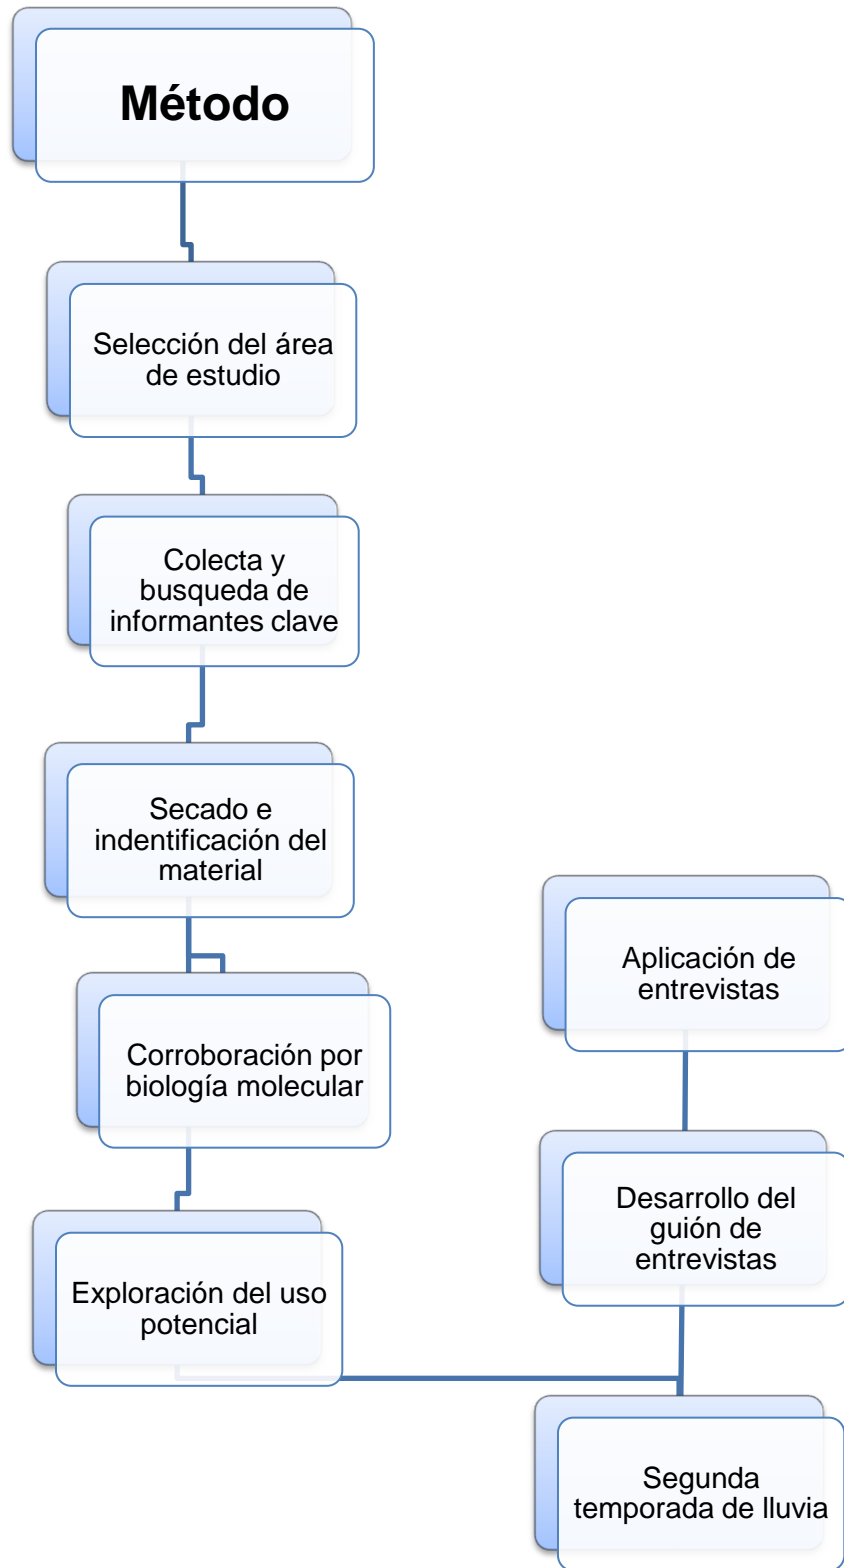 Método
Selección del área
de estudio
Colecta y
busqueda de
informantes clave
Secado e
indentificación del
material
Corroboración por
biología molecular
Exploración del uso
potencial
Segunda
temporada de lluvia
Desarrollo del
guión de
entrevistas
Aplicación de
entrevistas